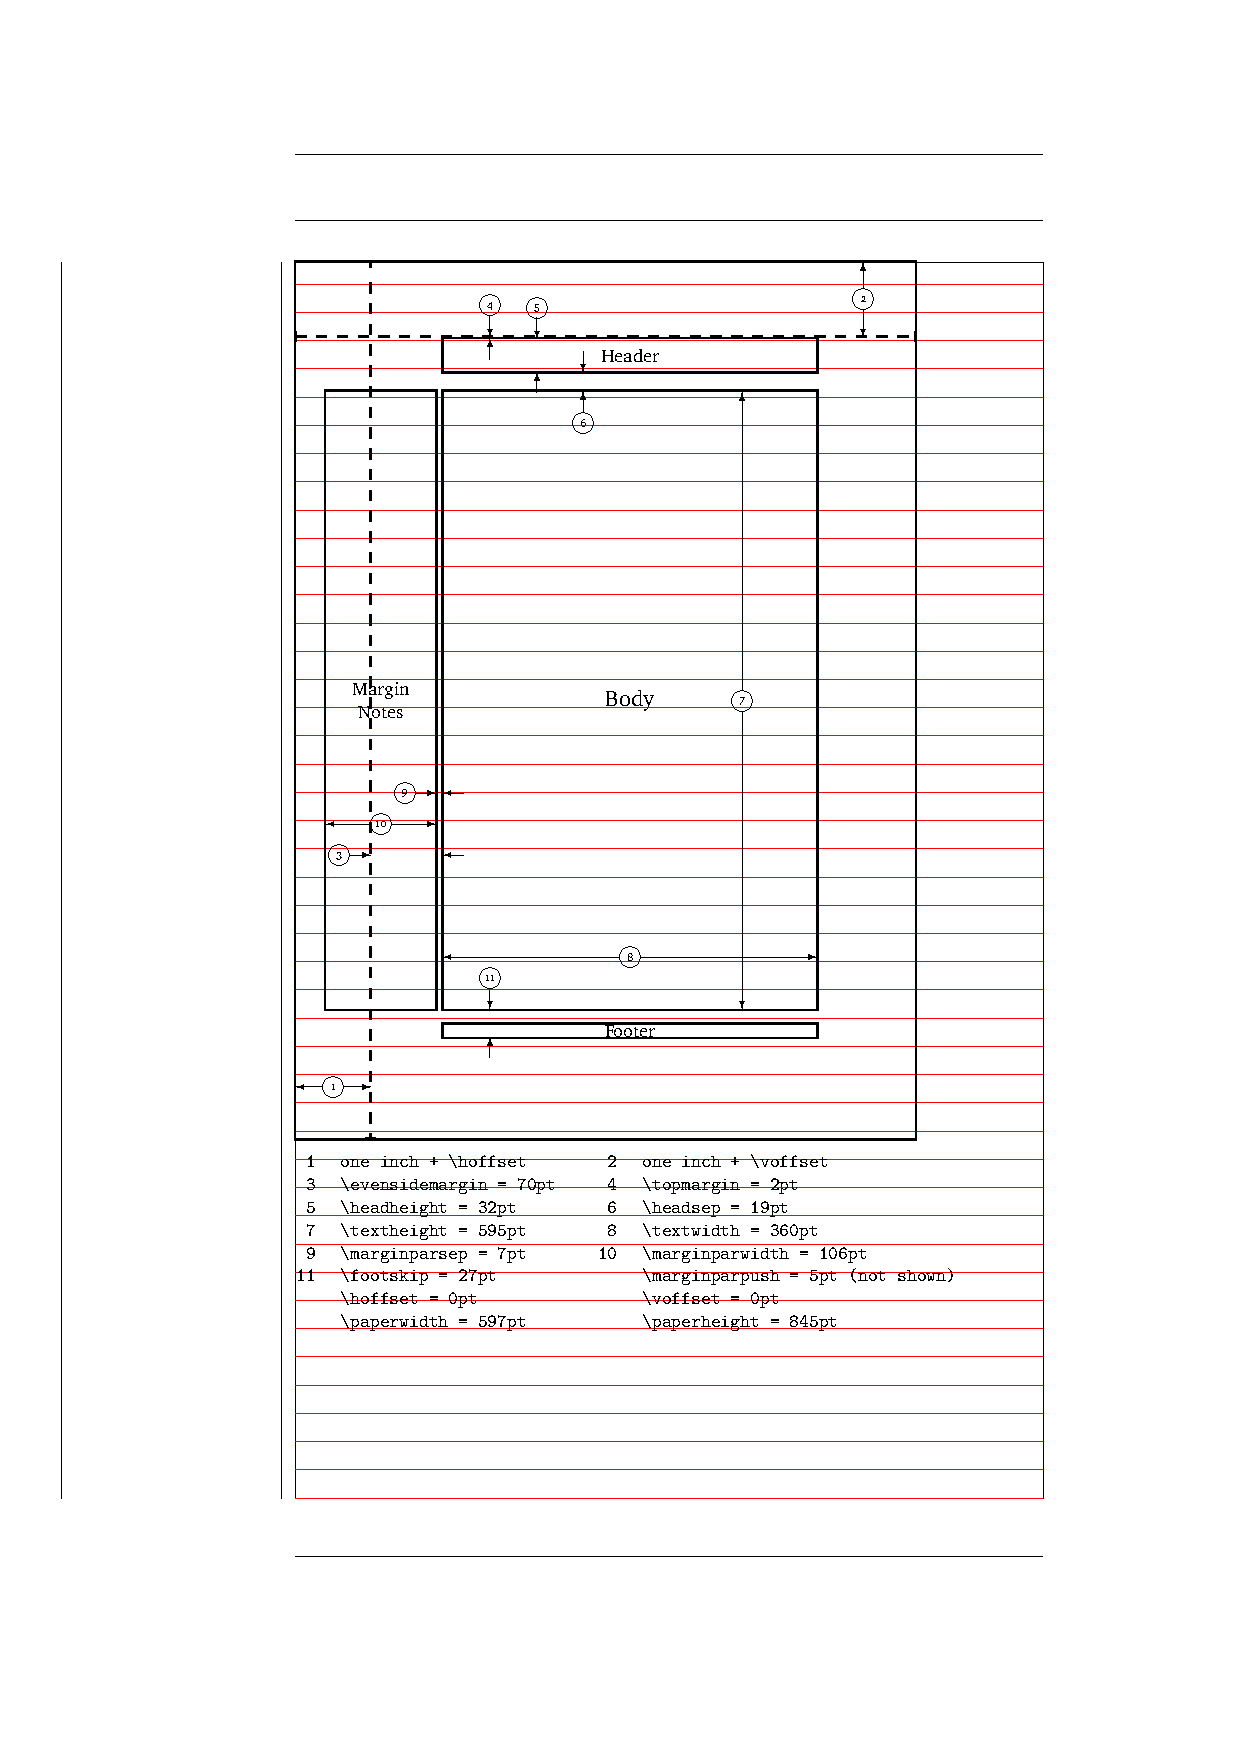 4
5
2
Header
6
Margin
Notes
Body
7
9
10
3
8
11
Footer
1
1 one inch + \hoffset 2 one inch + \voffset
3 \evensidemargin = 70pt 4 \topmargin = 2pt
5 \headheight = 32pt 6 \headsep = 19pt
7 \textheight = 595pt 8 \textwidth = 360pt
9 \marginparsep = 7pt 10 \marginparwidth = 106pt
11 \footskip = 27pt \marginparpush = 5pt (not shown)
\hoffset = 0pt \voffset = 0pt
\paperwidth = 597pt \paperheight = 845pt